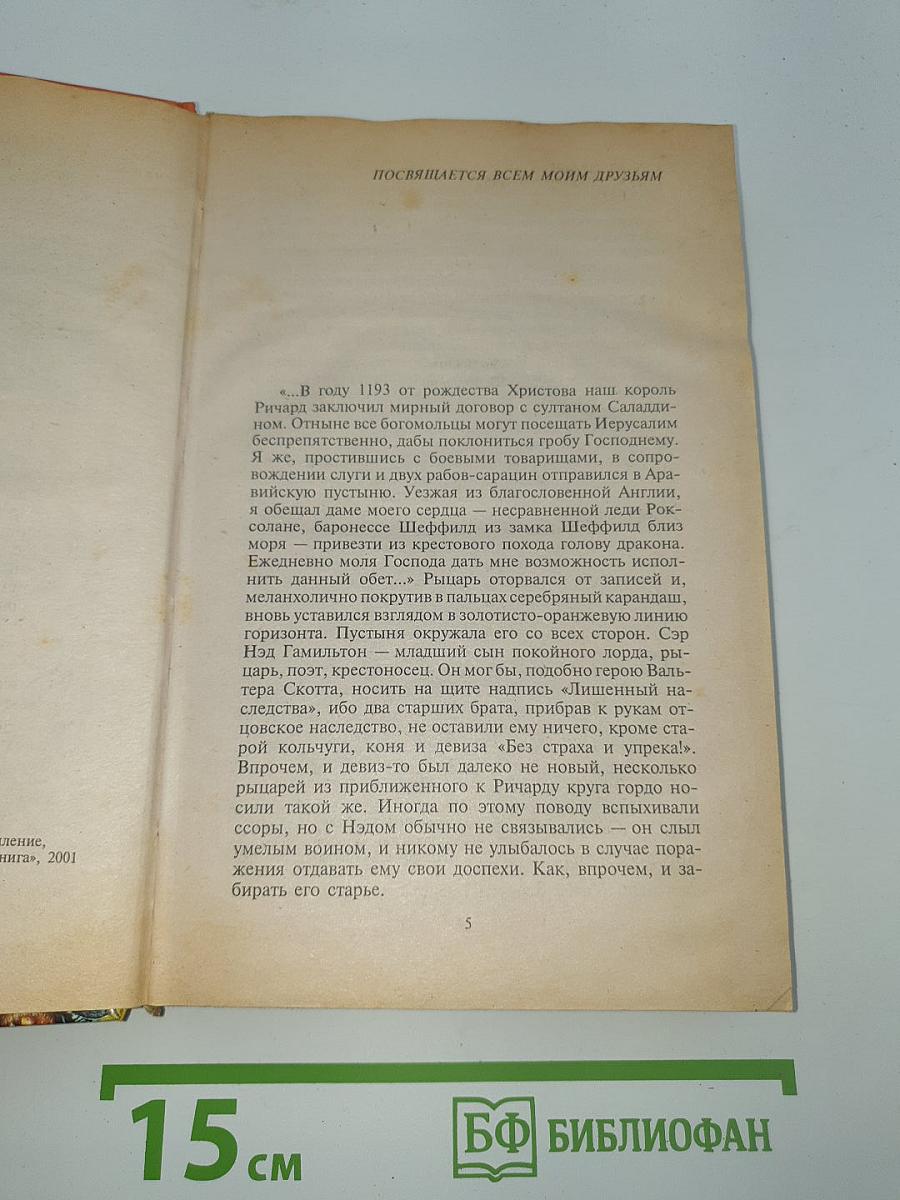 ПОСВЯЩАЕТСЯ ВСЕМ МОИМ ДРУЗЬЯМ
«...В году 1193 от рождества Христова наш король
Ричард заключил мирный договор с султаном Саладди-
ном. Отныне все богомольцы могут посещать Иерусалим
беспрепятственно, дабы поклониться гробу Господнему.
Я же, простившись с боевыми товарищами, в сопро-
вождении слуги и двух рабов-сарацин отправился в Ара-
вийскую пустыню. Уезжая из благословенной Англии,
я обещал даме моего сердца — несравненной леди Рок-
солане, баронессе Шеффилд из замка Шеффилд близ
моря — привезти из крестового похода голову дракона.
Ежедневно моля Господа дать мне возможность испол-
нить данный обет...» Рыцарь оторвался от записей и,
меланхолично покрутив в пальцах серебряный карандаш,
вновь уставился взглядом в золотисто-оранжевую линию
горизонта. Пустыня окружала его со всех сторон. Сэр
Нэд Гамильтон — младший сын покойного лорда, ры-
царь, поэт, крестоносец. Он мог бы, подобно герою Валь-
тера Скотта, носить на щите надпись «Лишенный на-
следства», ибо два старших брата, прибрав к рукам от-
цовское наследство, не оставили ему ничего, кроме ста-
рой кольчуги, коня и девиза «Без страха и упрека!».
Впрочем, и девиз-то был далеко не новый, несколько
рыцарей из приближенного к Ричарду круга гордо но-
сили такой же. Иногда по этому поводу вспыхивали
ссоры, но с Нэдом обычно не связывались — он слыл
умелым воином, и никому не улыбалось в случае пора-
жения отдавать ему свои доспехи. Как, впрочем, и за-
бирать его старье.
5
ление,
нига», 2001
15 см
БФ БИБЛИОФАН